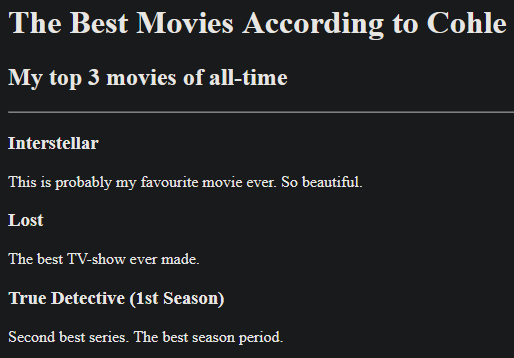 The Best Movies According to Cohle
My top 3 movies of all-time
Interstellar
This is probably my favourite movie ever. So beautiful.
Lost
The best TV-show ever made.
True Detective (1st Season)
Second best series. The best season period.